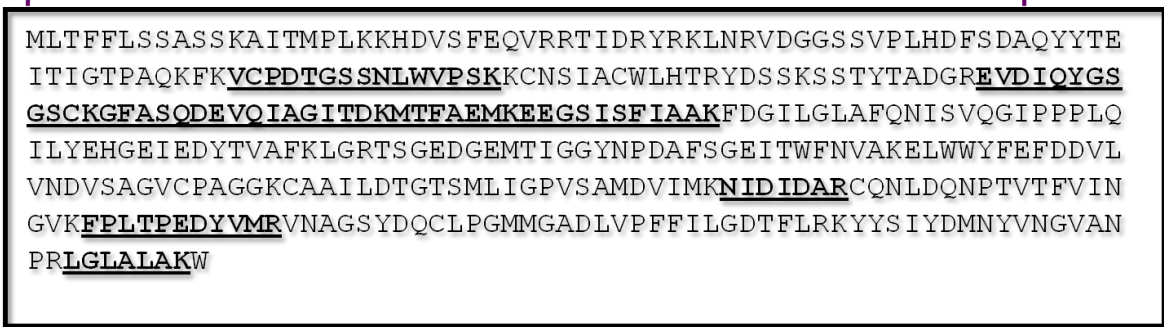 MLTFFLSSASSKAITMPLKKHDVSFEQVRRTIDRYRKLNRVDGGSSVPLHDFSDAQYYTE
ITIGTPAQKFKVCPDTGSSNLWVPSKKCNSIACWLHTRYDSSKSSTYTADGREVDIQYGS
GSCKGFASQDEVQIAGITDKMTFAEMKEEGSISFIAAKFDGILGLAFQNISVQGIPPPLQ
ILYEHGEIEDYTVAFKLGRTSGEDGEMTIGGYNPDAFSGEITWFNVAKELWWYFEFDDVL
VNDVSAGVCPAGGKCAAILDTGTSMLIGPVSAMDVIMKNIDIDARCQNLDQNPTVTFVIN
GVKFPLTPEDYVMRVNAGSYDQCLPGMMGADLVPFFILGDTFLRKYYSIYDMNYVNGVAN
PRLGLALAKW